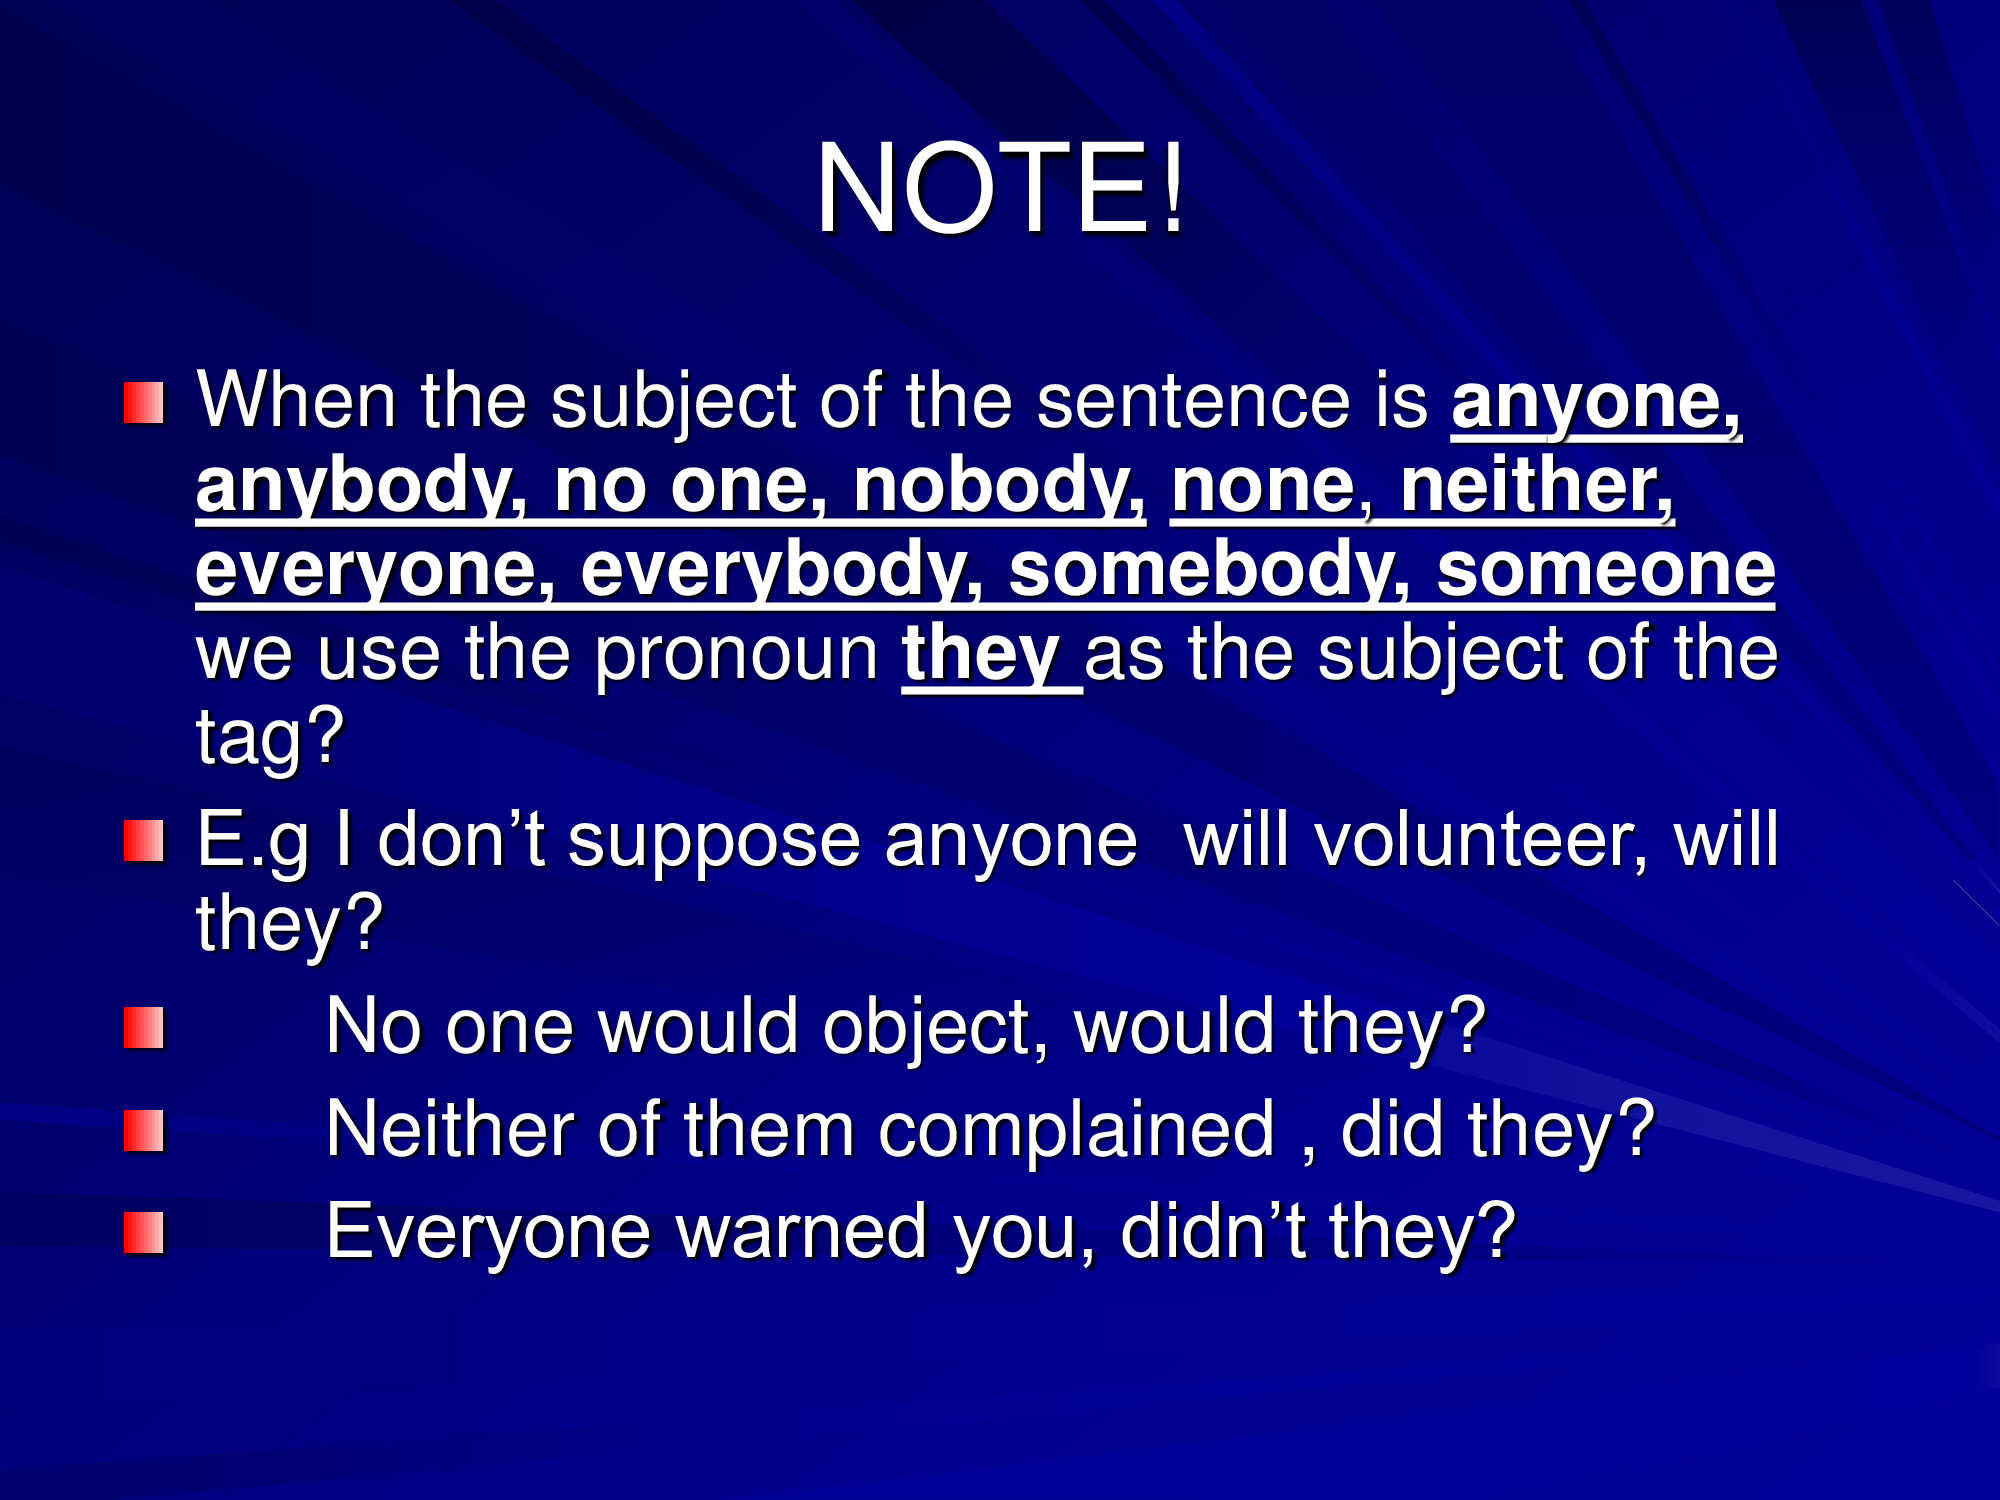 NOTE!
When the subject of the sentence is anyone,
anybody, no one, nobody, none, neither,
everyone, everybody, somebody, someone
we use the pronoun they as the subject of the
tag?
E.g I don’t suppose anyone  will volunteer, will
they?
No one would object, would they?
Neither of them complained , did they?
Everyone warned you, didn’t they?